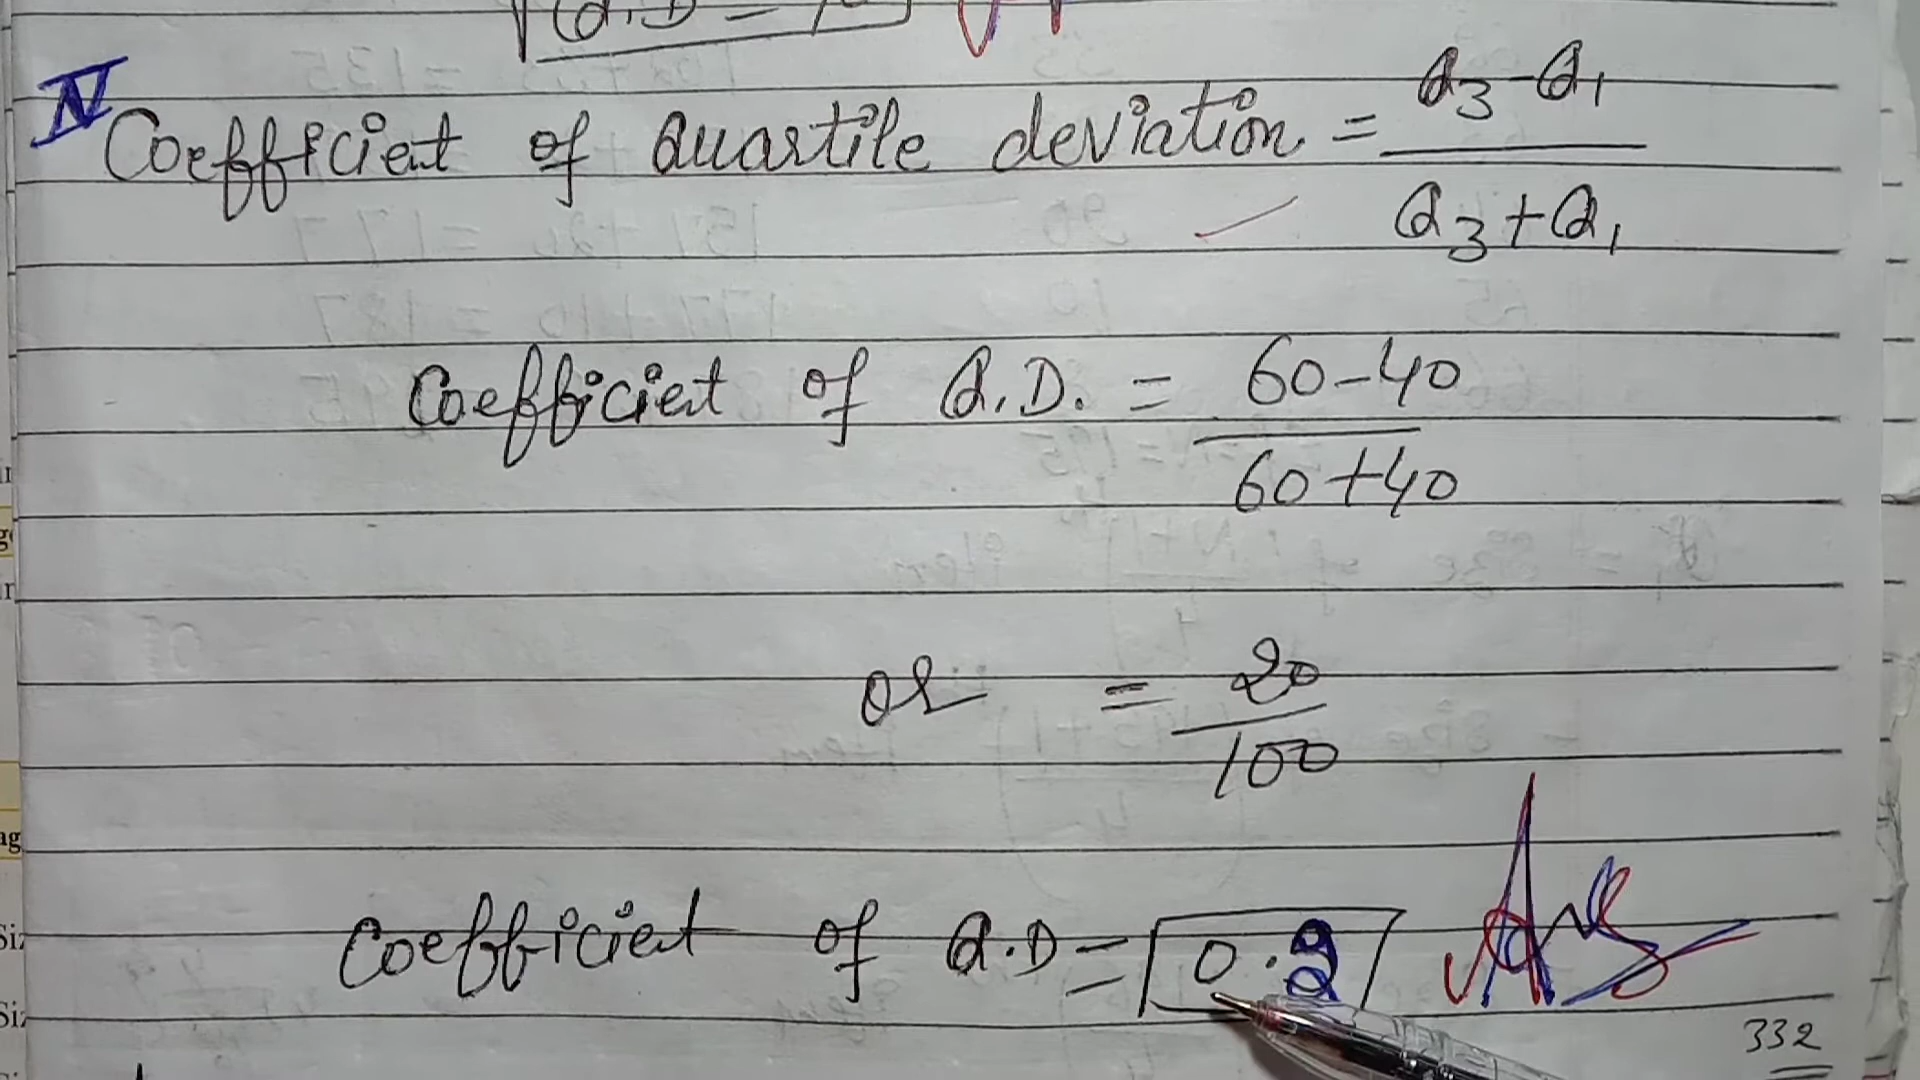 Q.D =
IV Coefficient of Quartile deviation = Q3 - Q1
Q3 + Q1
Coefficient of Q.D. = 60 - 40
60 + 40
or = 20
100
Coefficient of Q.D = 0.2 Ans
332